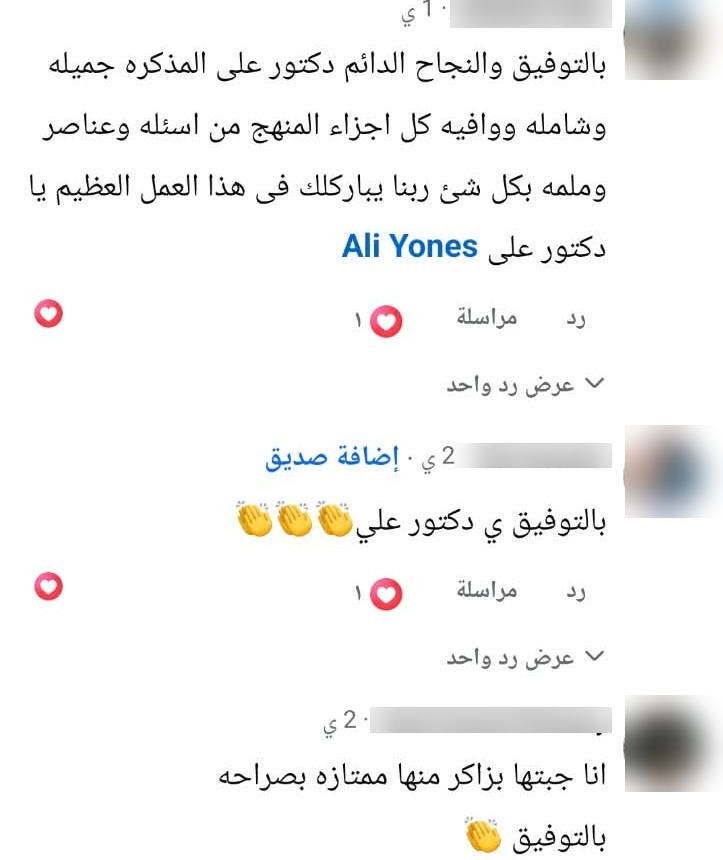 1 ي
بالتوفيق والنجاح الدائم دكتور على المذكره جميله
وشامله ووافيه كل اجزاء المنهج من اسئله وعناصر
وملمه بكل شئ ربنا يباركلك فى هذا العمل العظيم يا
دكتور على Ali Yones
رد مراسلة ١
عرض رد واحد
2 ي · إضافة صديق
بالتوفيق ي دكتور علي👏👏👏
رد مراسلة ١
عرض رد واحد
2 ي
انا جبتها بزاكر منها ممتازه بصراحه
بالتوفيق 👏